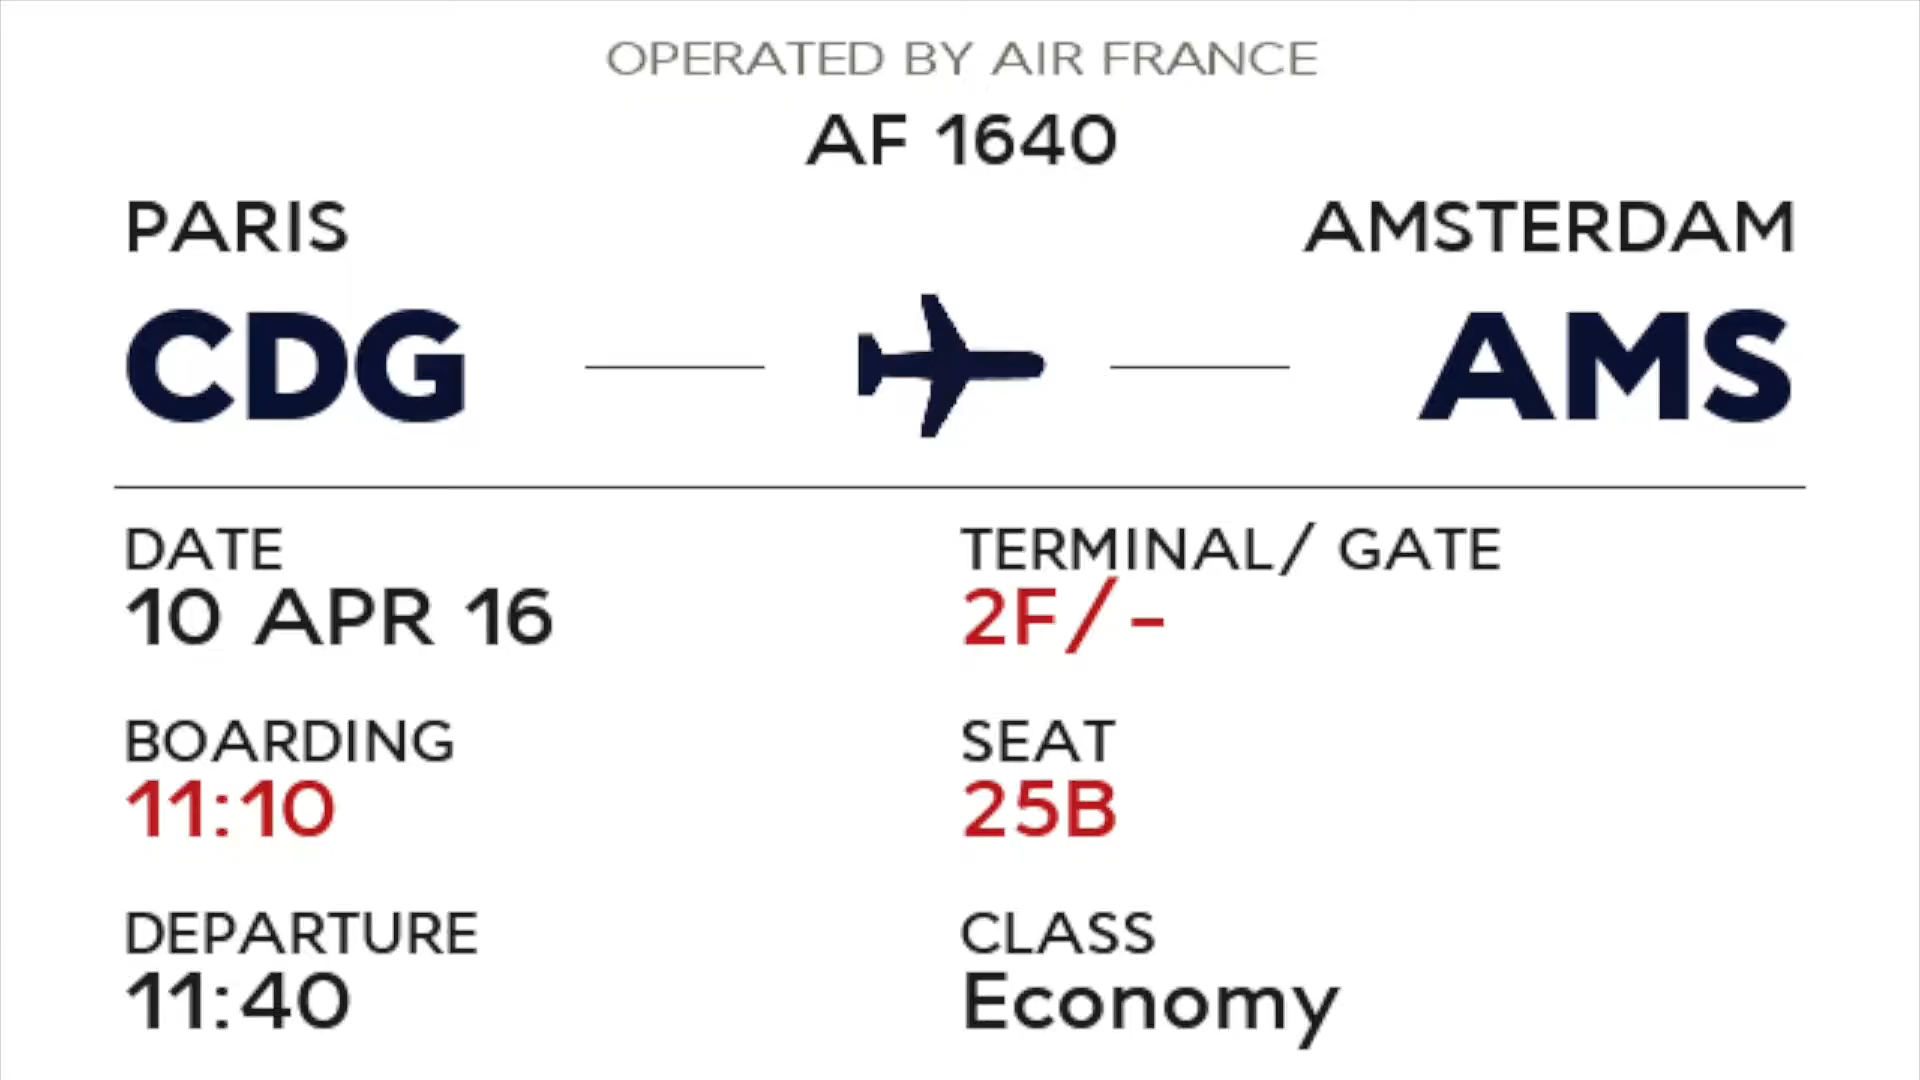 OPERATED BY AIR FRANCE
AF 1640
PARIS AMSTERDAM
CDG AMS
DATE TERMINAL/ GATE
10 APR 16 2F/-
BOARDING SEAT
11:10 25B
DEPARTURE CLASS
11:40 Economy